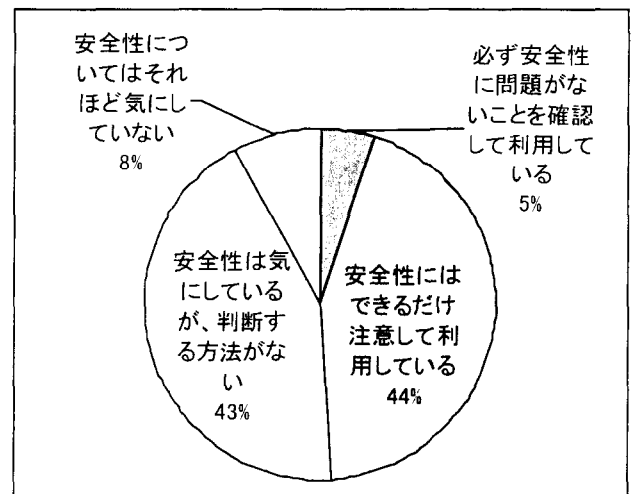 安全性につ
いてはそれ
ほど気にし
ていない
8%
必ず安全性
に問題がな
いことを確認
して利用して
いる
5%
安全性には
できるだけ
注意して利
用している
44%
安全性は気
にしている
が、判断す
る方法がな
い
43%